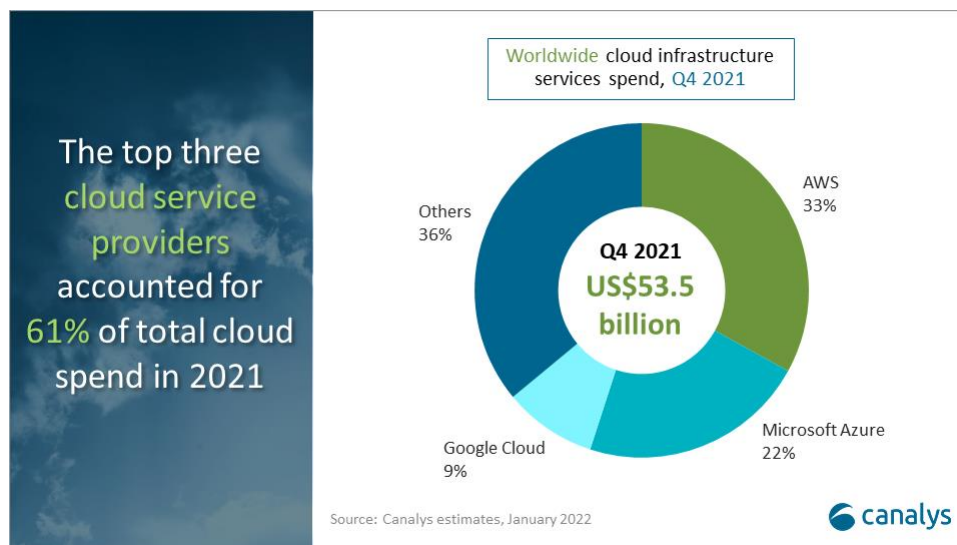 The top three
cloud service
providers
accounted for
61% of total cloud
spend in 2021
Worldwide cloud infrastructure
services spend, Q4 2021
AWS
33%
Others
36%
Q4 2021
US$53.5
billion
Microsoft Azure
22%
Google Cloud
9%
Source: Canalys estimates, January 2022
canalys